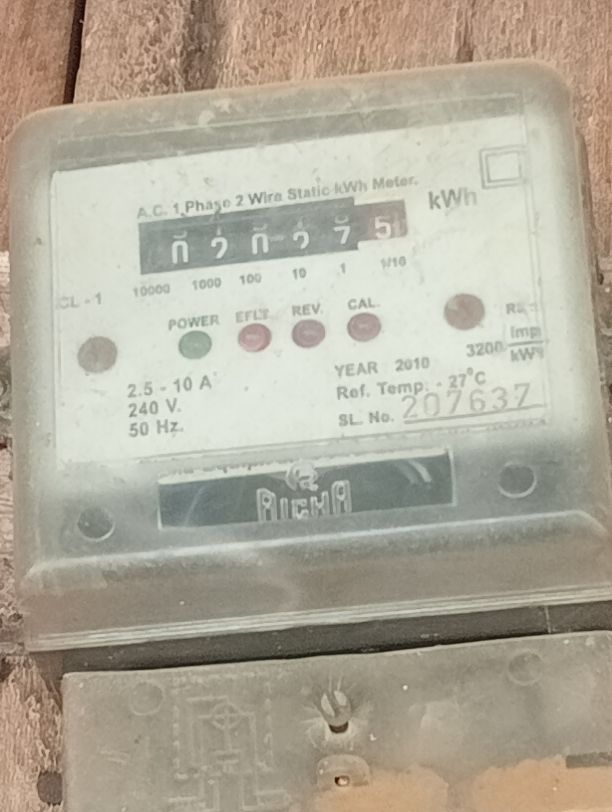 A.C. 1 Phase 2 Wire Static kWh Meter.
kWh
5
10000 1000 100 10 1 1/10
CL - 1
POWER EFLT REV. CAL.
3200 Imp/kWh
2.5 - 10 A
240 V.
50 Hz.
YEAR 2010
Ref. Temp. - 27°C
SL. No. 207637
RICHA